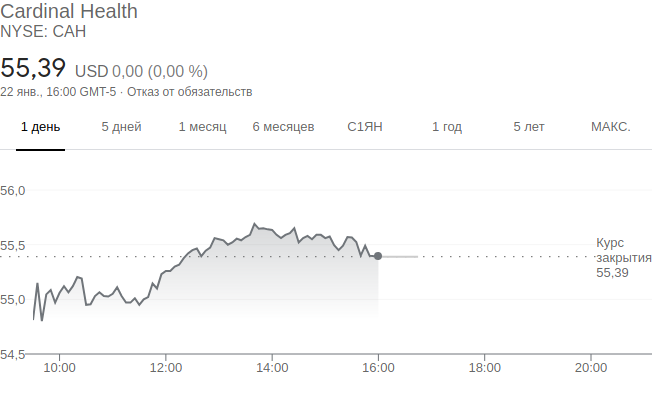 Cardinal Health
NYSE: CAH
55,39 USD 0,00 (0,00 %)
22 янв., 16:00 GMT-5 · Отказ от обязательств
1 день 5 дней 1 месяц 6 месяцев С1ЯН 1 год 5 лет МАКС.
56,0
55,5
Курс
закрытия
55,39
55,0
54,5
10:00 12:00 14:00 16:00 18:00 20:00